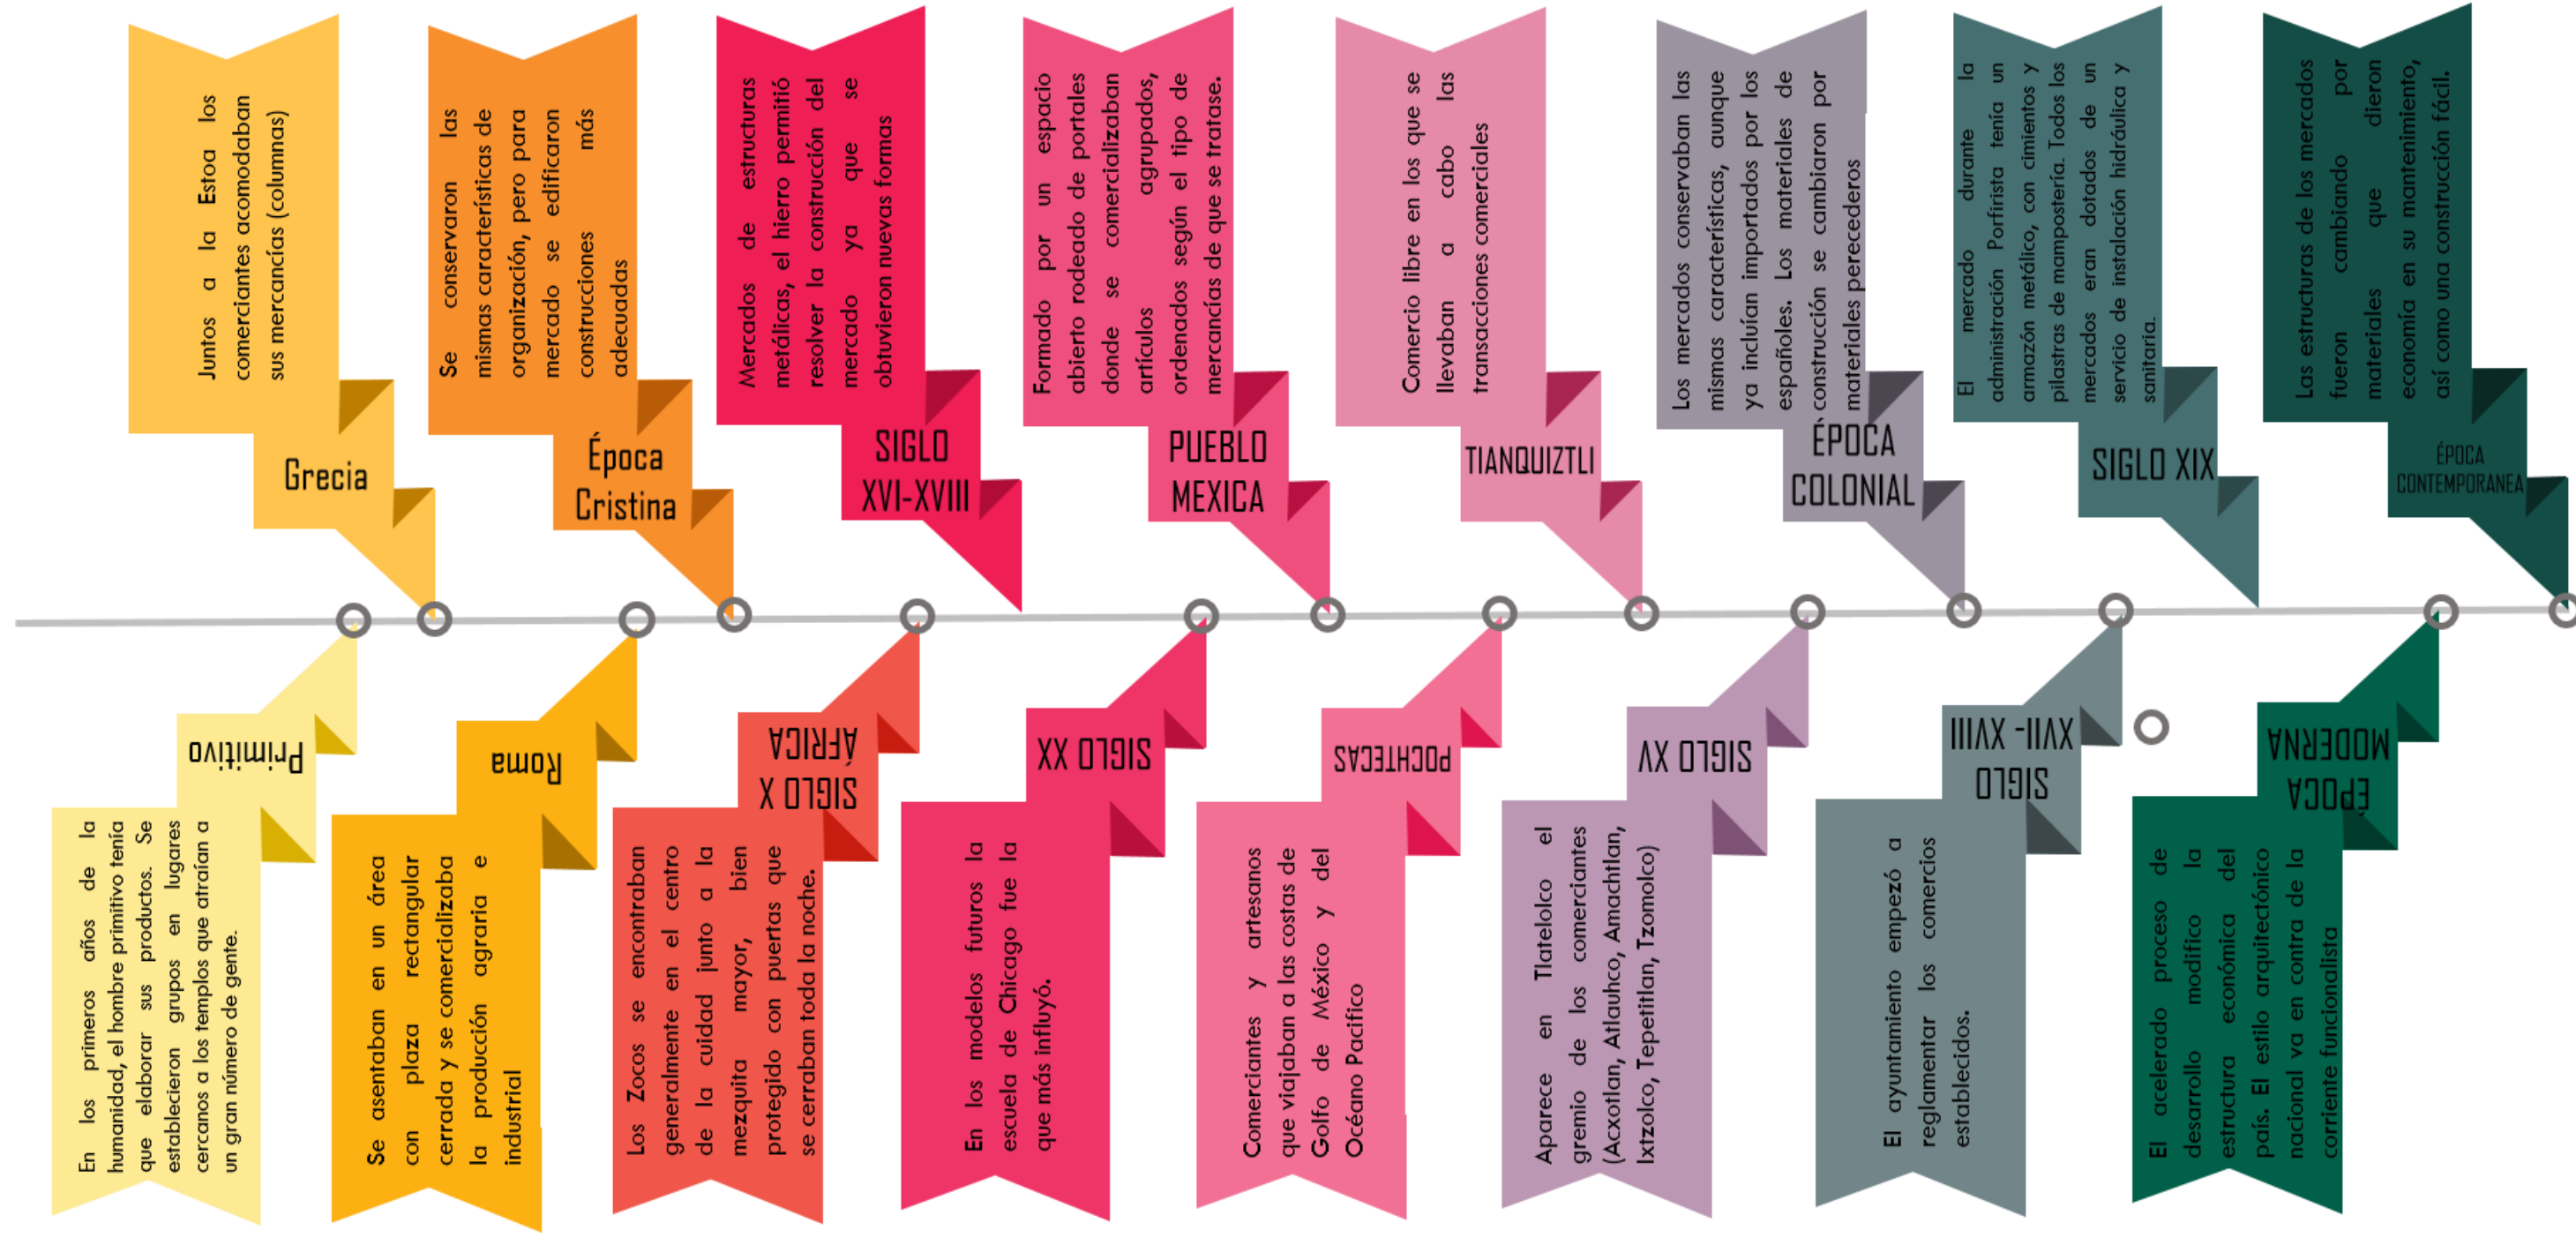 Primitivo
En los primeros años de la
humanidad, el hombre primitivo tenía
que elaborar sus productos. Se
establecieron grupos en lugares
cercanos a los templos que atraían a
un gran número de gente.
Grecia
Juntos a la Estoa los
comerciantes acomodaban
sus mercancías (columnas)
Roma
Se asentaban en un área
con plaza rectangular
cerrada y se comercializaba
la producción agraria e
industrial
Época
Cristina
Se conservaron las
mismas características de
organización, pero para
mercado se edificaron
construcciones más
adecuadas
SIGLO X
ÁFRICA
Los Zocos se encontraban
generalmente en el centro
de la cuidad junto a la
mezquita mayor, bien
protegido con puertas que
se cerraban toda la noche.
SIGLO
XVI-XVIII
Mercados de estructuras
metálicas, el hierro permitió
resolver la construcción del
mercado ya que se
obtuvieron nuevas formas
SIGLO XX
En los modelos futuros la
escuela de Chicago fue la
que más influyó.
PUEBLO
MEXICA
Formado por un espacio
abierto rodeado de portales
donde se comercializaban
artículos agrupados,
ordenados según el tipo de
mercancías de que se tratase.
POCHTECAS
Comerciantes y artesanos
que viajaban a las costas de
Golfo de México y del
Océano Pacifico
TIANQUIZTLI
Comercio libre en los que se
llevaban a cabo las
transacciones comerciales
SIGLO XV
Aparece en Tlatelolco el
gremio de los comerciantes
(Acxotlan, Atlauhco, Amachtlan,
Ixtzolco, Tepetitlan, Tzomolco)
ÉPOCA
COLONIAL
Los mercados conservaban las
mismas características, aunque
ya incluían importados por los
españoles. Los materiales de
construcción se cambiaron por
materiales perecederos
SIGLO
XVII- XVIII
El ayuntamiento empezó a
reglamentar los comercios
establecidos.
SIGLO XIX
El mercado durante la
administración Porfirista tenía un
armazón metálico, con cimientos y
pilastras de mampostería. Todos los
mercados eran dotados de un
servicio de instalación hidráulica y
sanitaria.
ÉPOCA
MODERNA
El acelerado proceso de
desarrollo modifico la
estructura económica del
país. El estilo arquitectónico
nacional va en contra de la
corriente funcionalista
ÉPOCA
CONTEMPORANEA
Las estructuras de los mercados
fueron cambiando por
materiales que dieron
economía en su mantenimiento,
así como una construcción fácil.